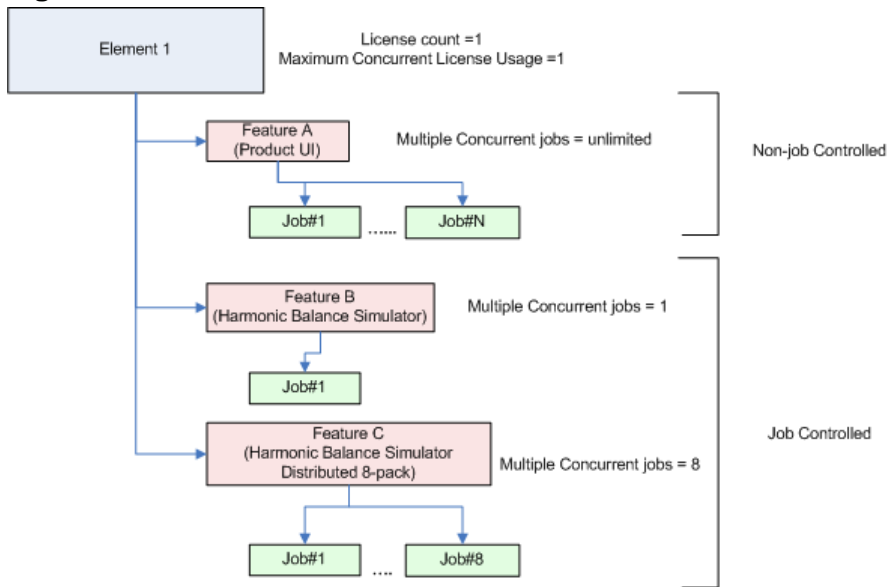 Element 1
License count =1
Maximum Concurrent License Usage =1
Feature A
(Product UI)
Multiple Concurrent jobs = unlimited
Non-job Controlled
Job#1
......
Job#N
Feature B
(Harmonic Balance Simulator)
Multiple Concurrent jobs = 1
Job#1
Job Controlled
Feature C
(Harmonic Balance Simulator
Distributed 8-pack)
Multiple Concurrent jobs = 8
Job#1
....
Job#8